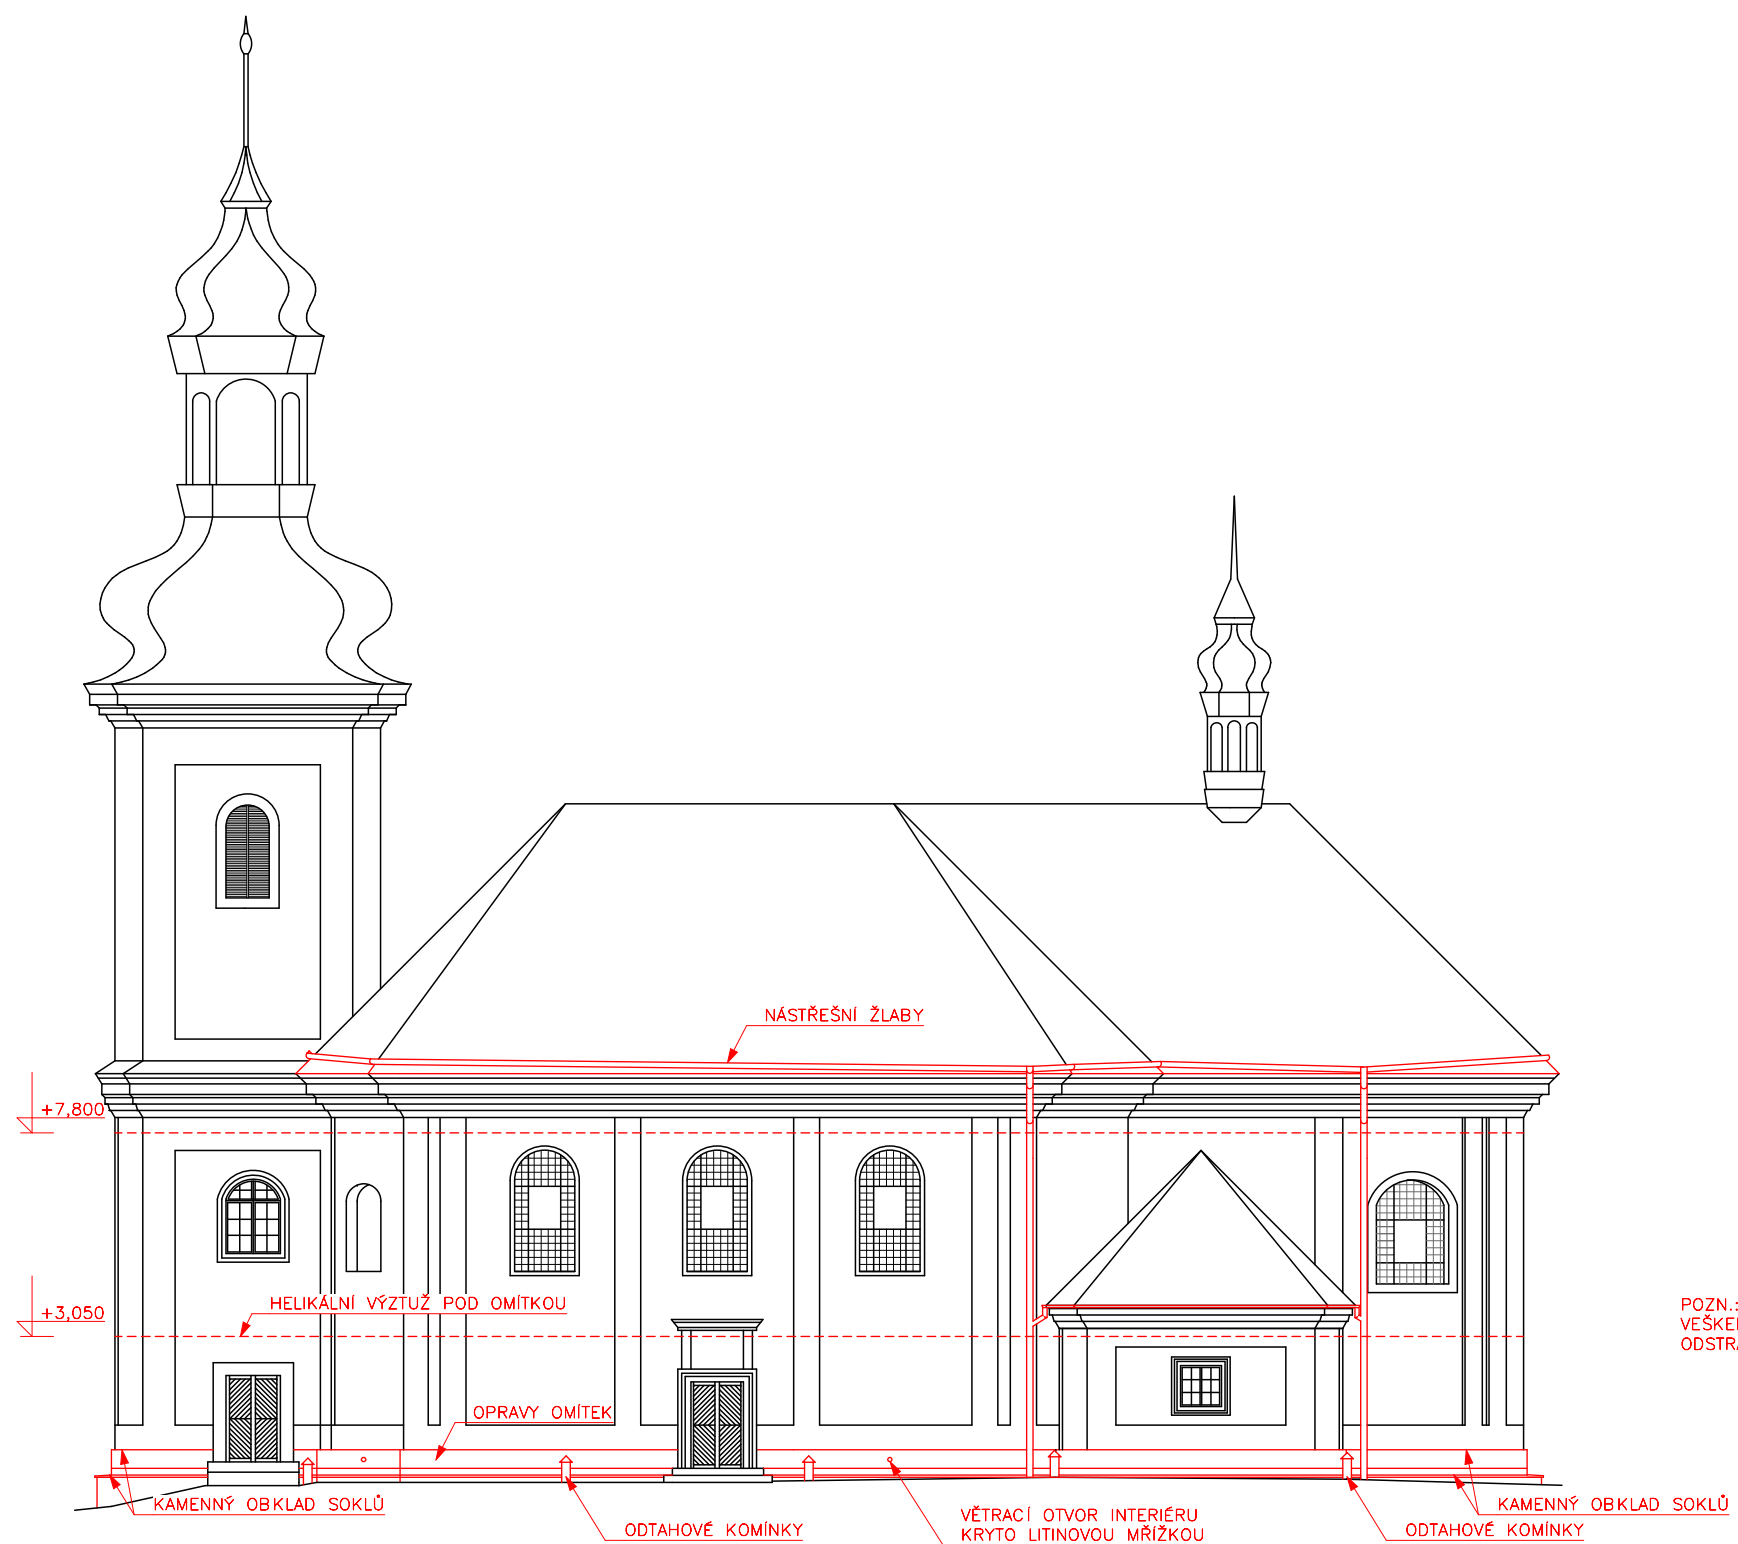 NÁSTŘEŠNÍ ŽLABY
+7,800
HELIKÁLNÍ VÝZTUŽ POD OMÍTKOU
+3,050
POZN.:
OPRAVY OMÍTEK
KAMENNÝ OBKLAD SOKLŮ
ODTAHOVÉ KOMÍNKY
VĚTRACÍ OTVOR INTERIÉRU
KRYTO LITINOVOU MŘÍŽKOU
KAMENNÝ OBKLAD SOKLŮ
ODTAHOVÉ KOMÍNKY